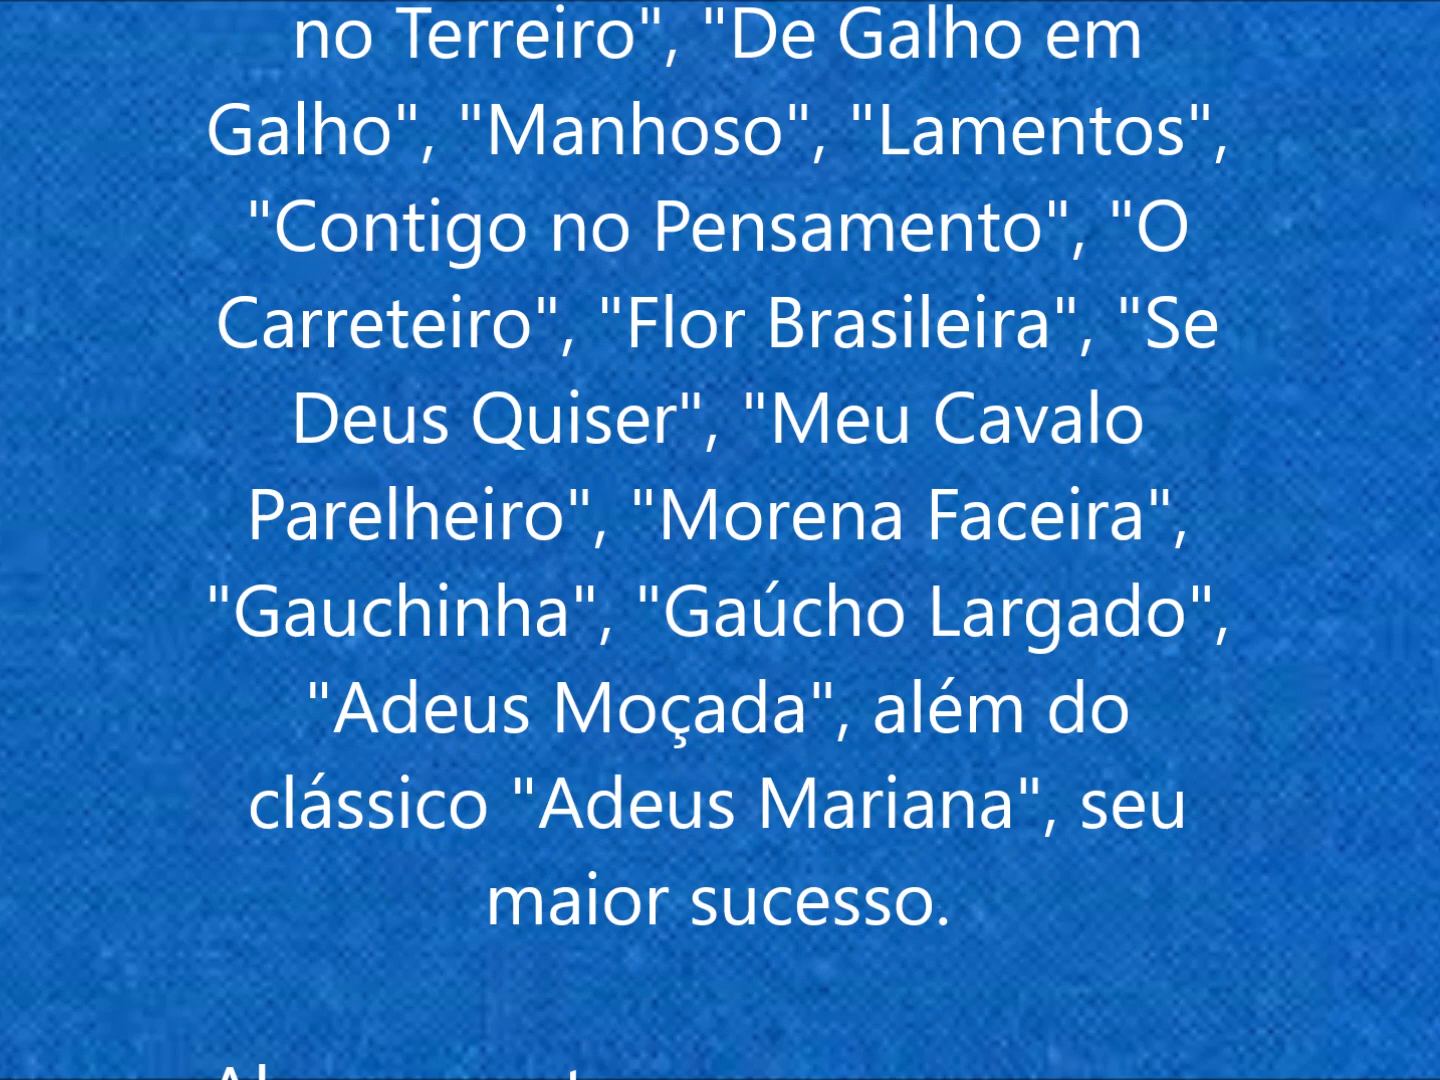 no Terreiro", "De Galho em
Galho", "Manhoso", "Lamentos",
"Contigo no Pensamento", "O
Carreteiro", "Flor Brasileira", "Se
Deus Quiser", "Meu Cavalo
Parelheiro", "Morena Faceira",
"Gauchinha", "Gaúcho Largado",
"Adeus Moçada", além do
clássico "Adeus Mariana", seu
maior sucesso.